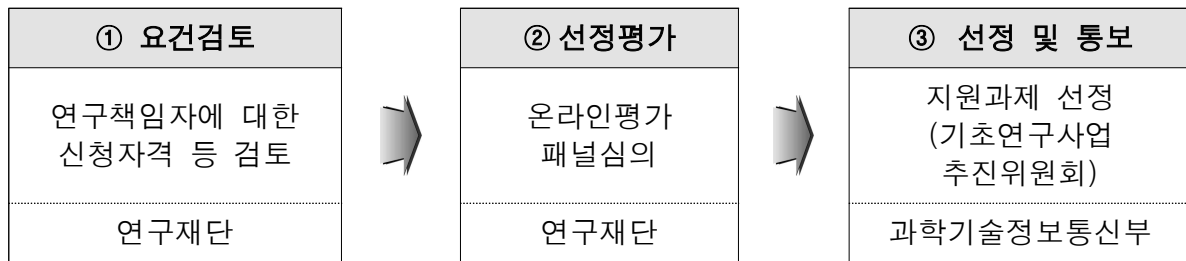 ① 요건검토
연구책임자에 대한
신청자격 등 검토
연구재단
② 선정평가
온라인평가
패널심의
연구재단
③ 선정 및 통보
지원과제 선정
(기초연구사업
추진위원회)
과학기술정보통신부